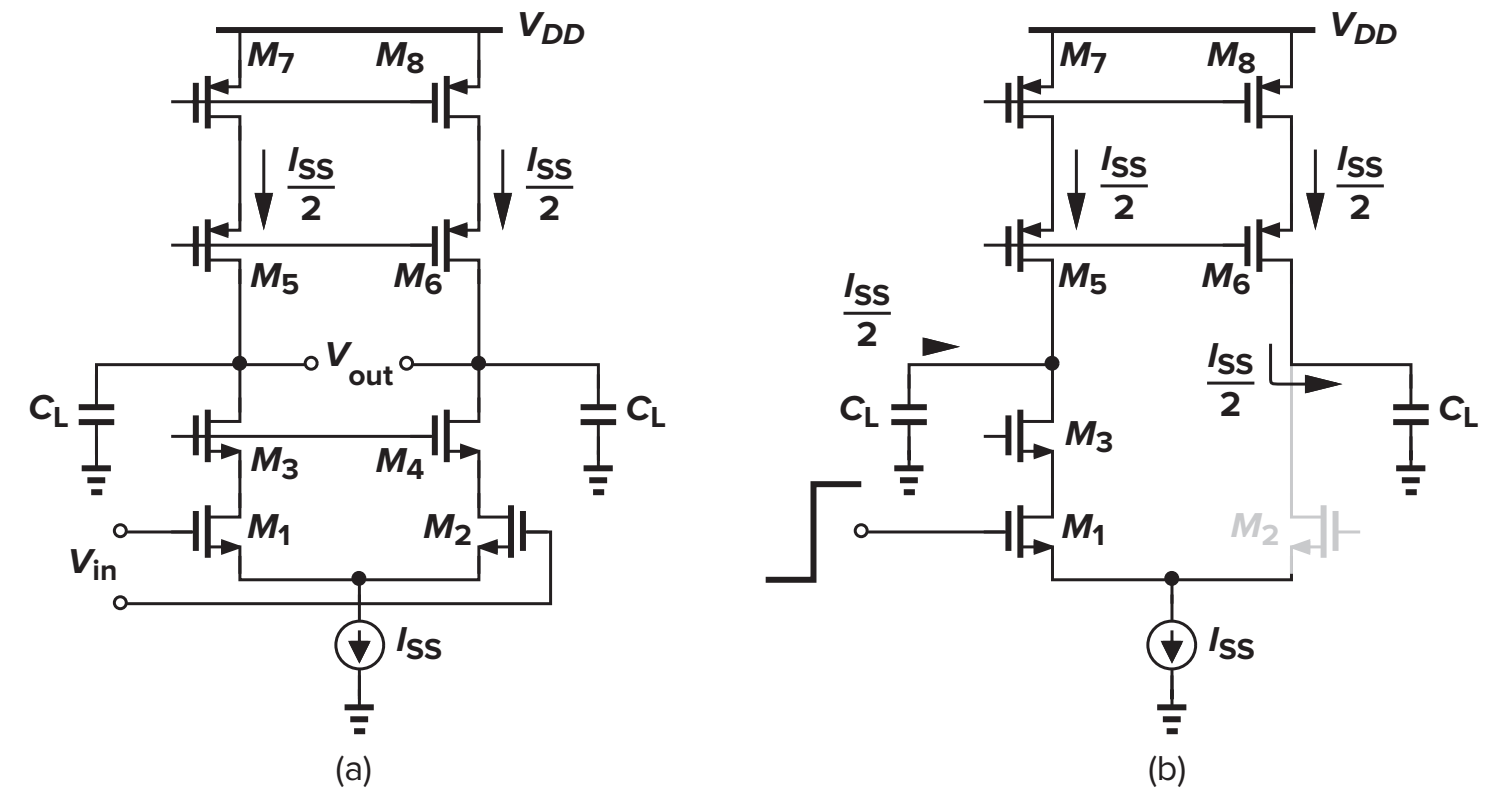 V_DD V_DD
M_7 M_8 M_7 M_8
I_SS/2 I_SS/2 I_SS/2 I_SS/2
M_5 M_6 M_5 M_6
I_SS/2
V_out
I_SS/2
C_L C_L C_L C_L
M_3 M_4 M_3
M_1 M_2 M_1 M_2
V_in
I_SS I_SS
(a) (b)